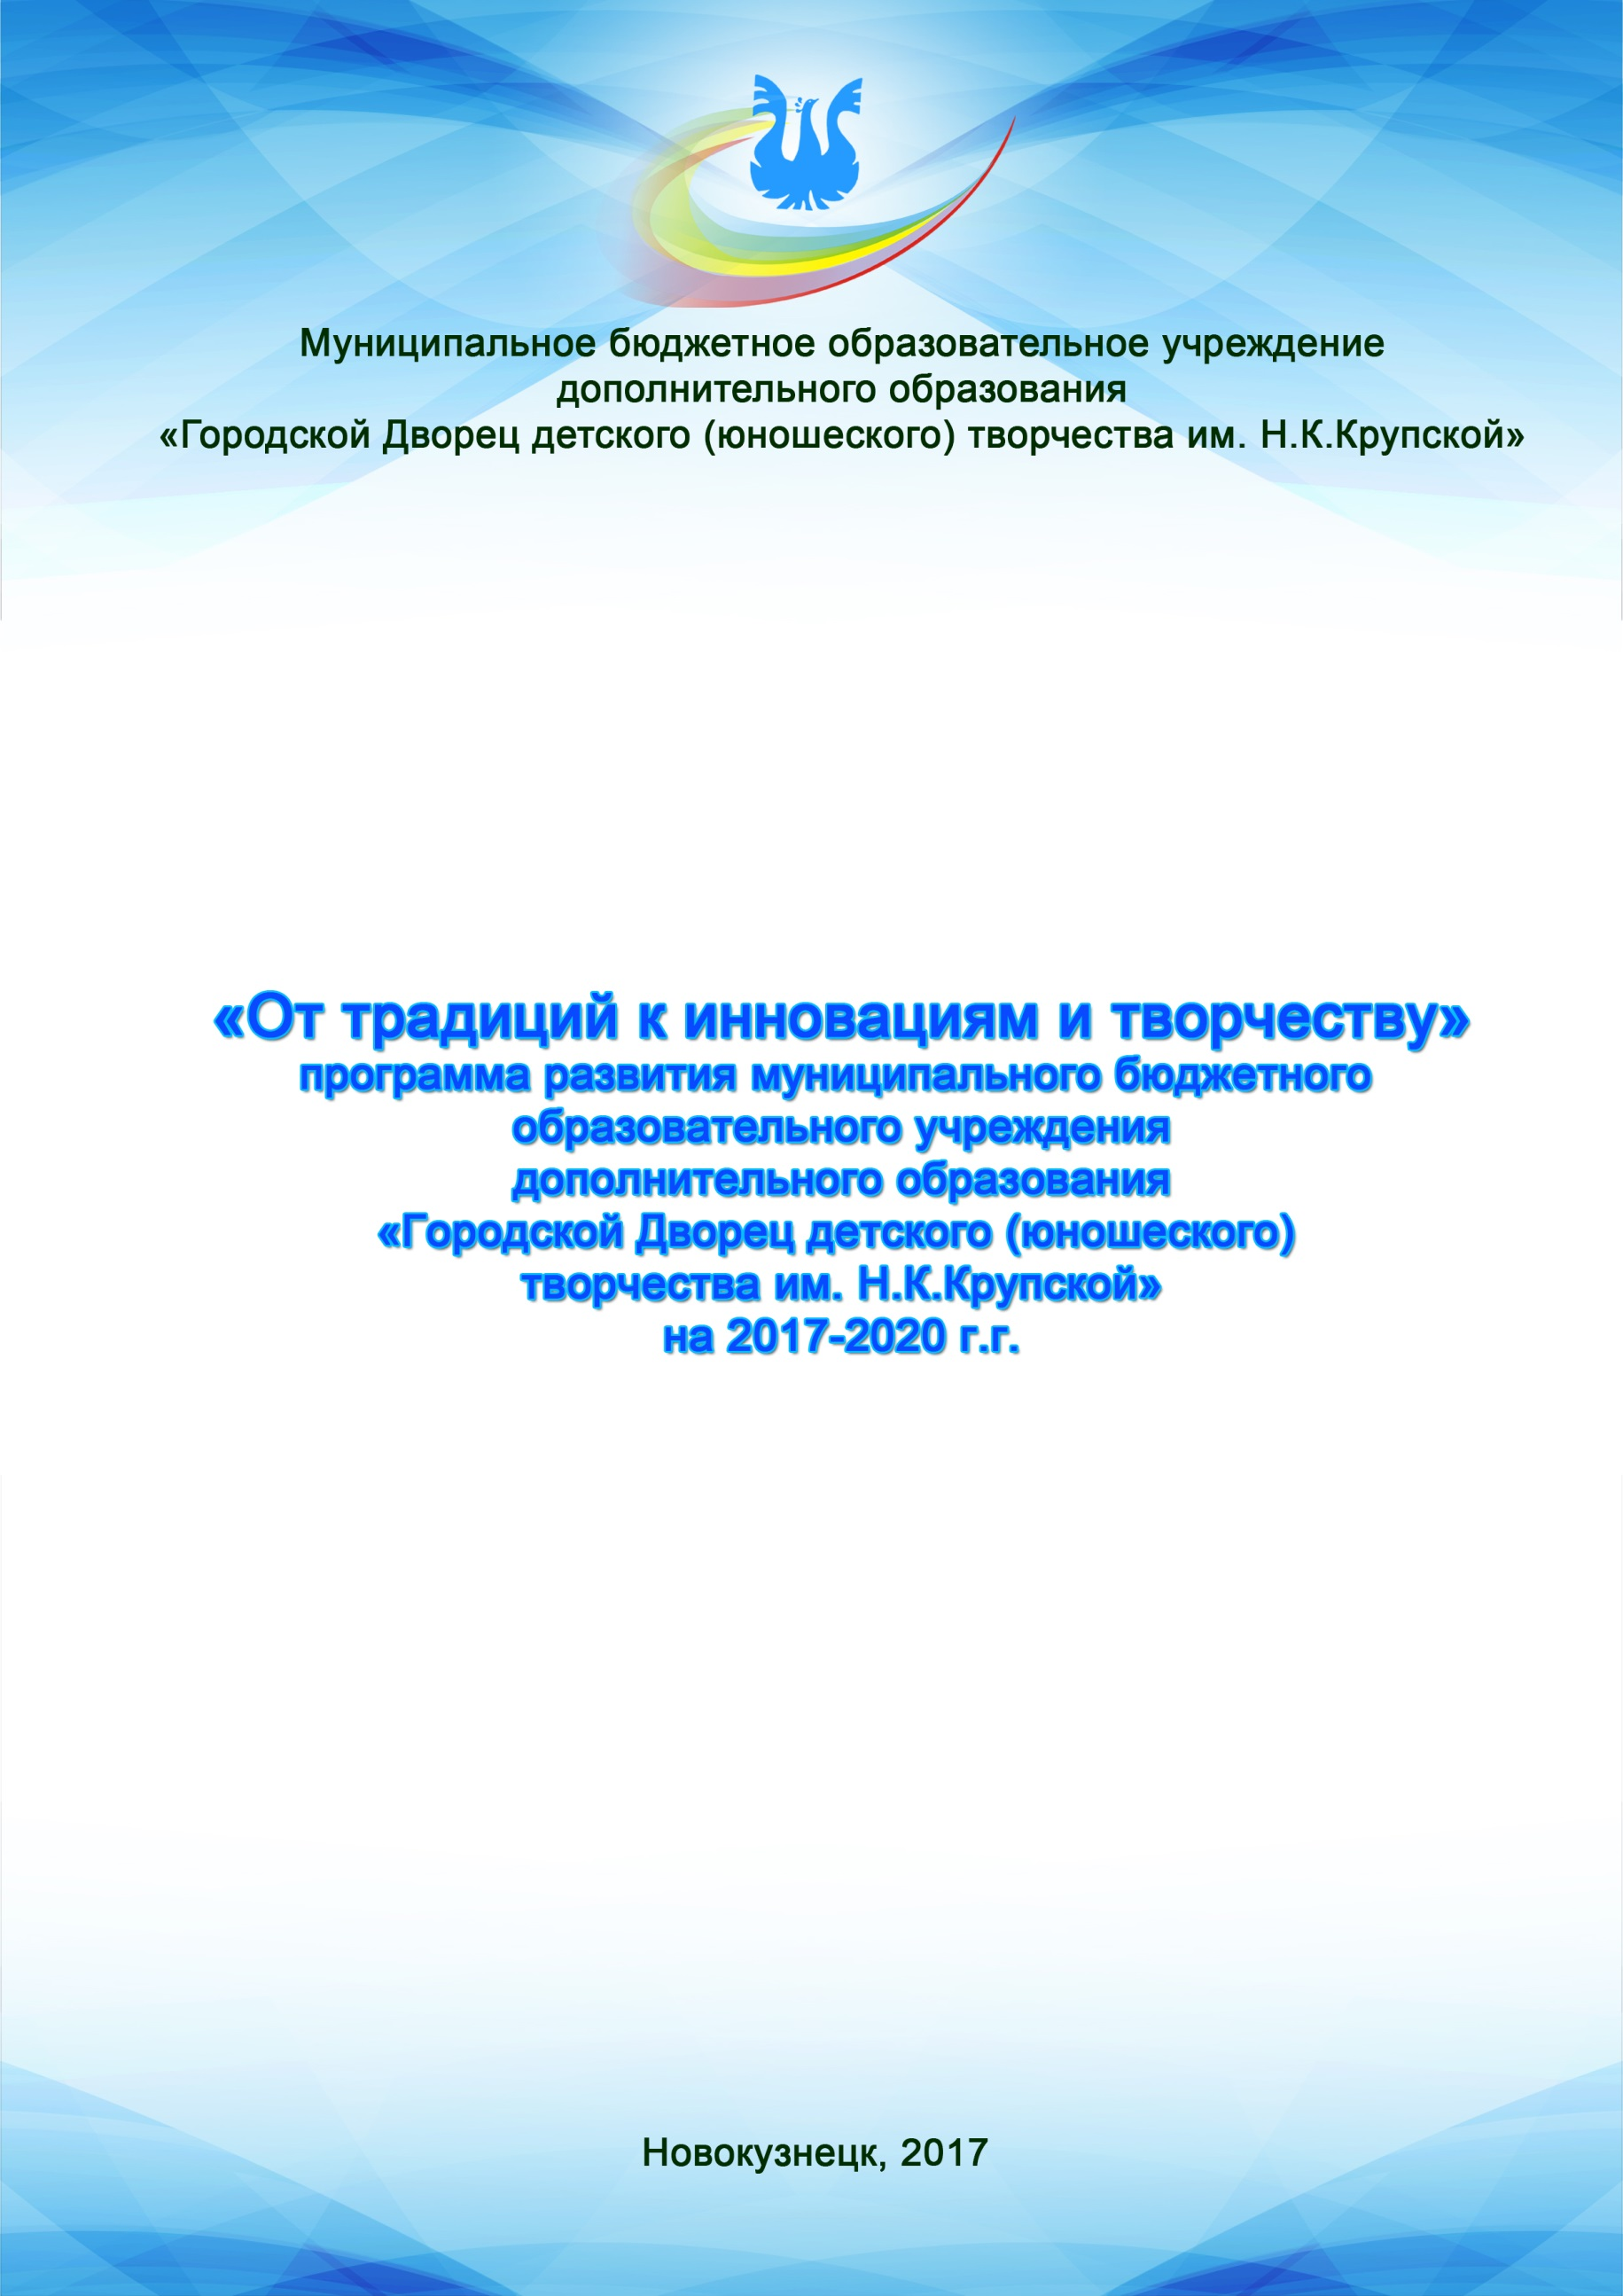 Муниципальное бюджетное образовательное учреждение
дополнительного образования
«Городской Дворец детского (юношеского) творчества им. Н.К.Крупской»
«От традиций к инновациям и творчеству»
программа развития муниципального бюджетного
образовательного учреждения
дополнительного образования
«Городской Дворец детского (юношеского)
творчества им. Н.К.Крупской»
на 2017-2020 г.г.
Новокузнецк, 2017